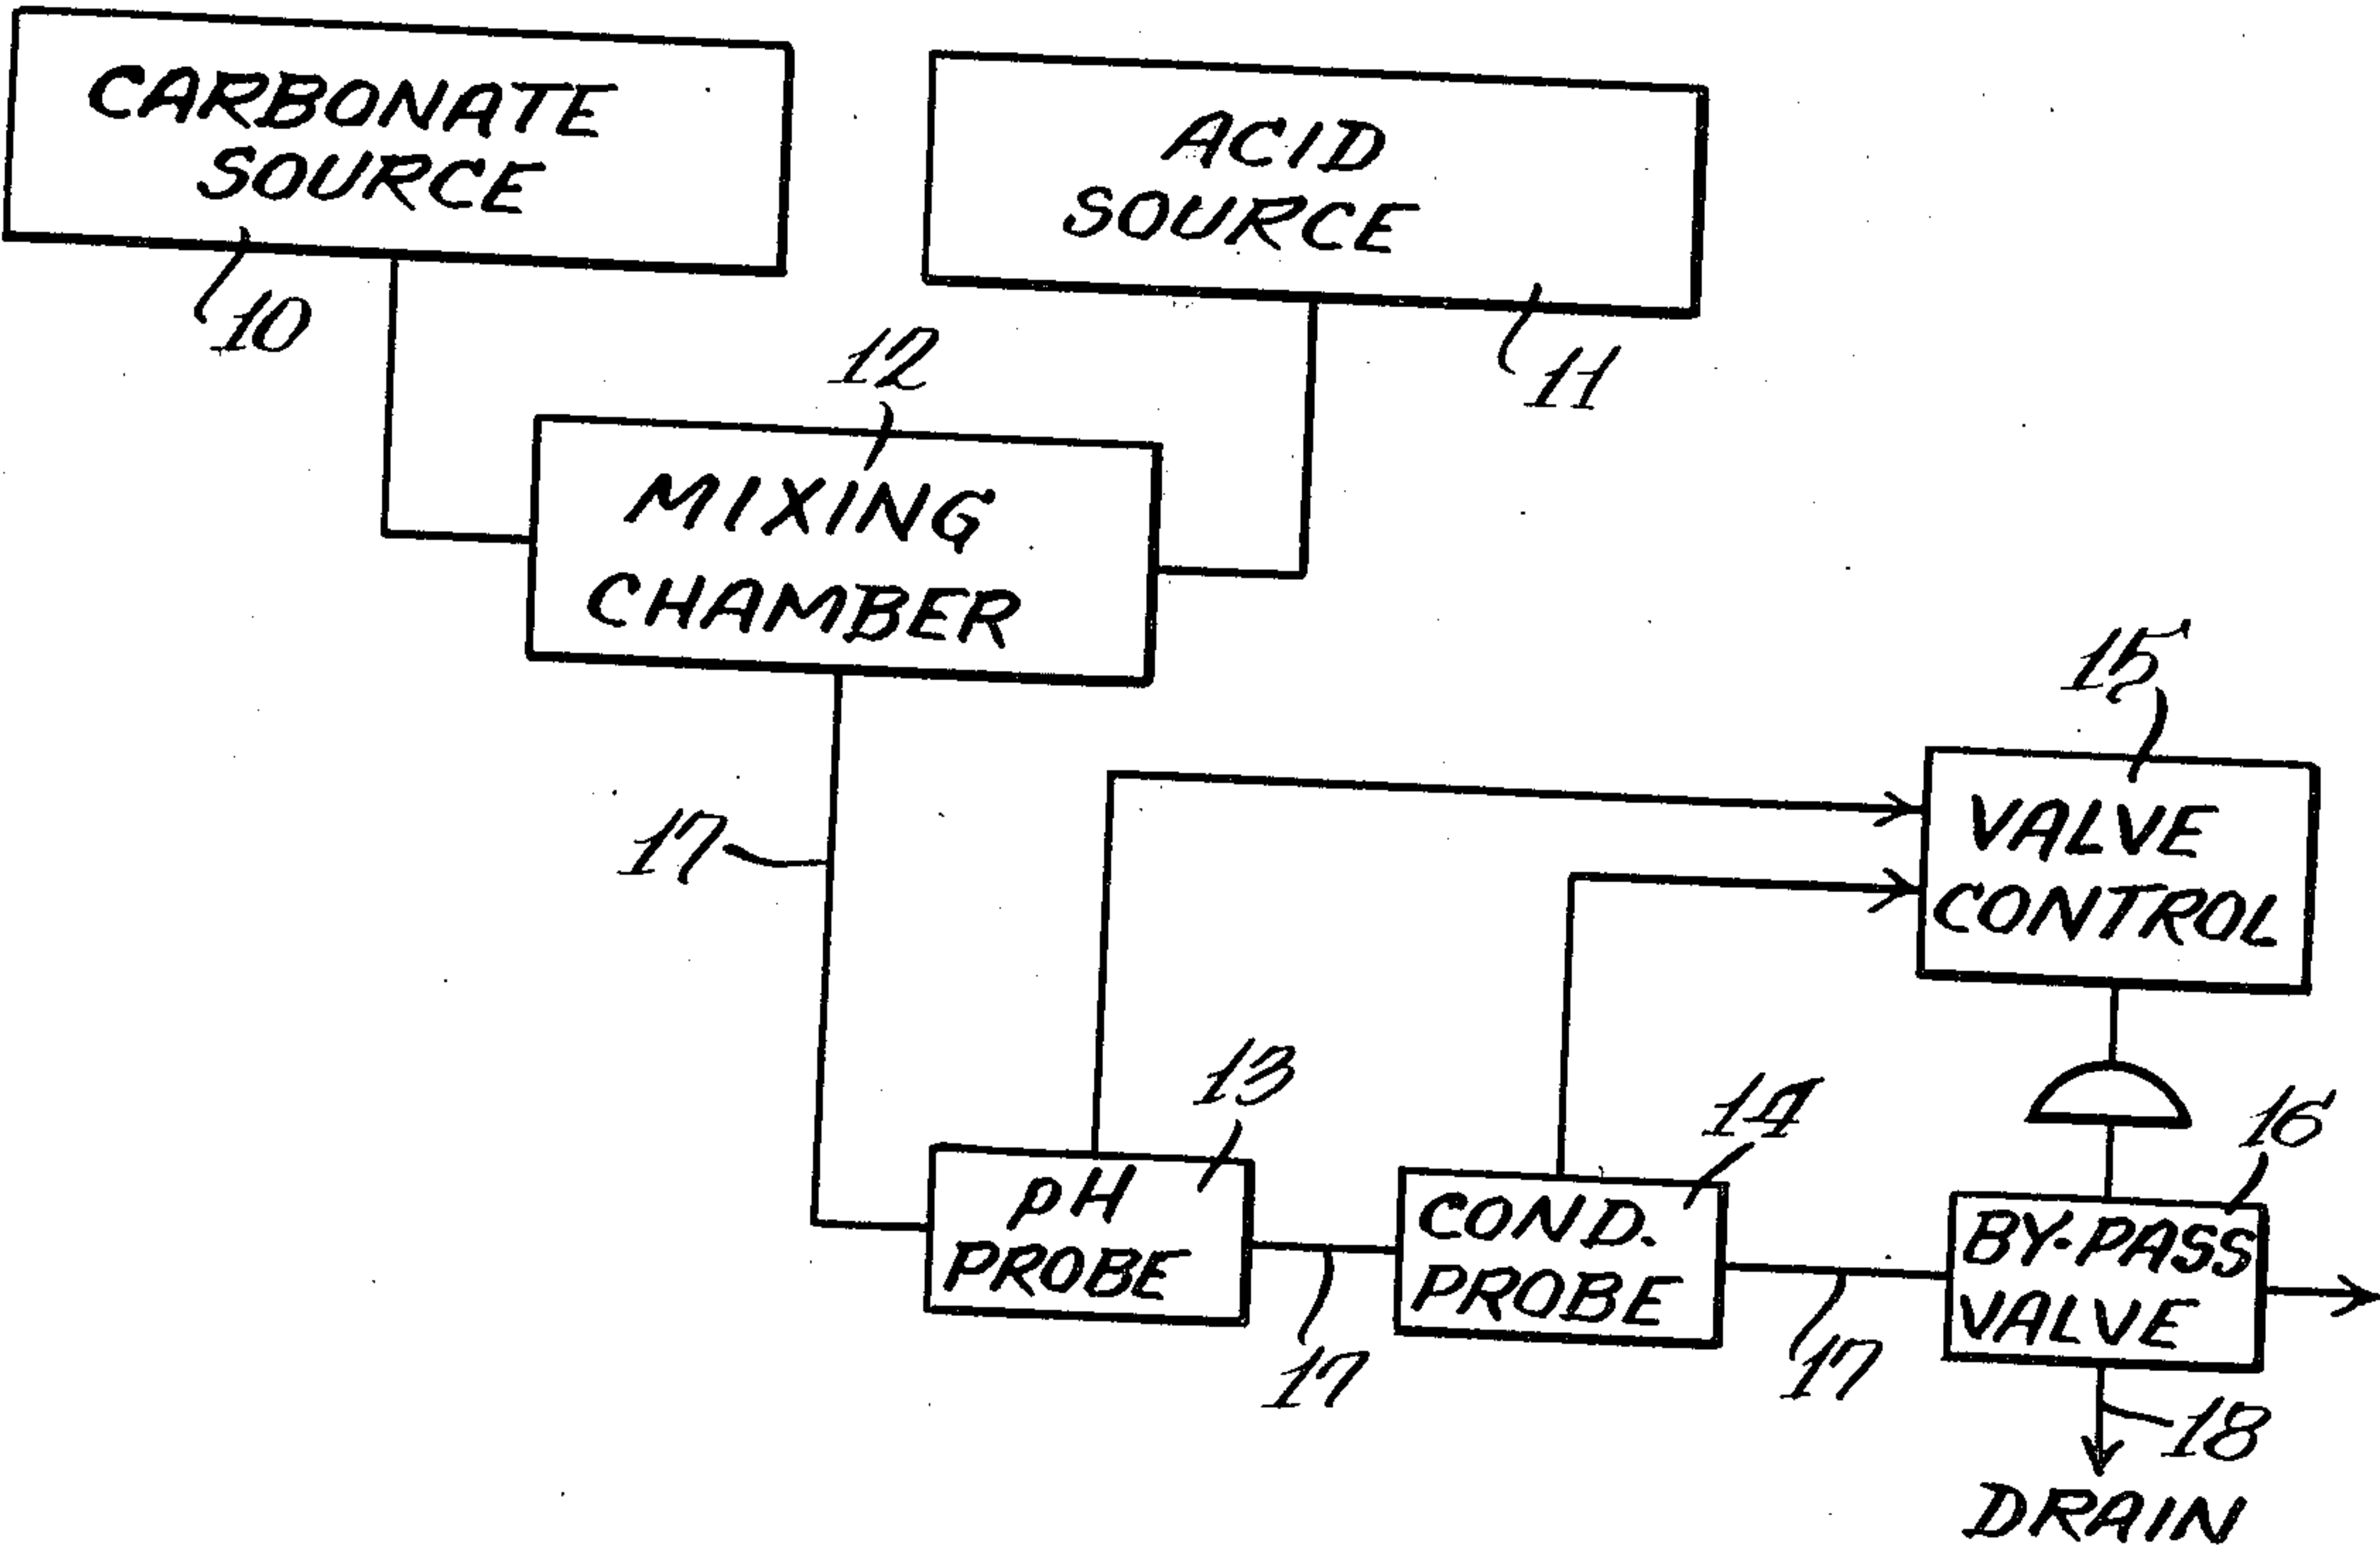 CARBONATE
SOURCE
10
ACID
SOURCE
11
12
MIXING
CHAMBER
17
15
VALVE
CONTROL
13
pH
PROBE
17
14
COND.
PROBE
17
16
BY-PASS
VALVE
18
DRAIN